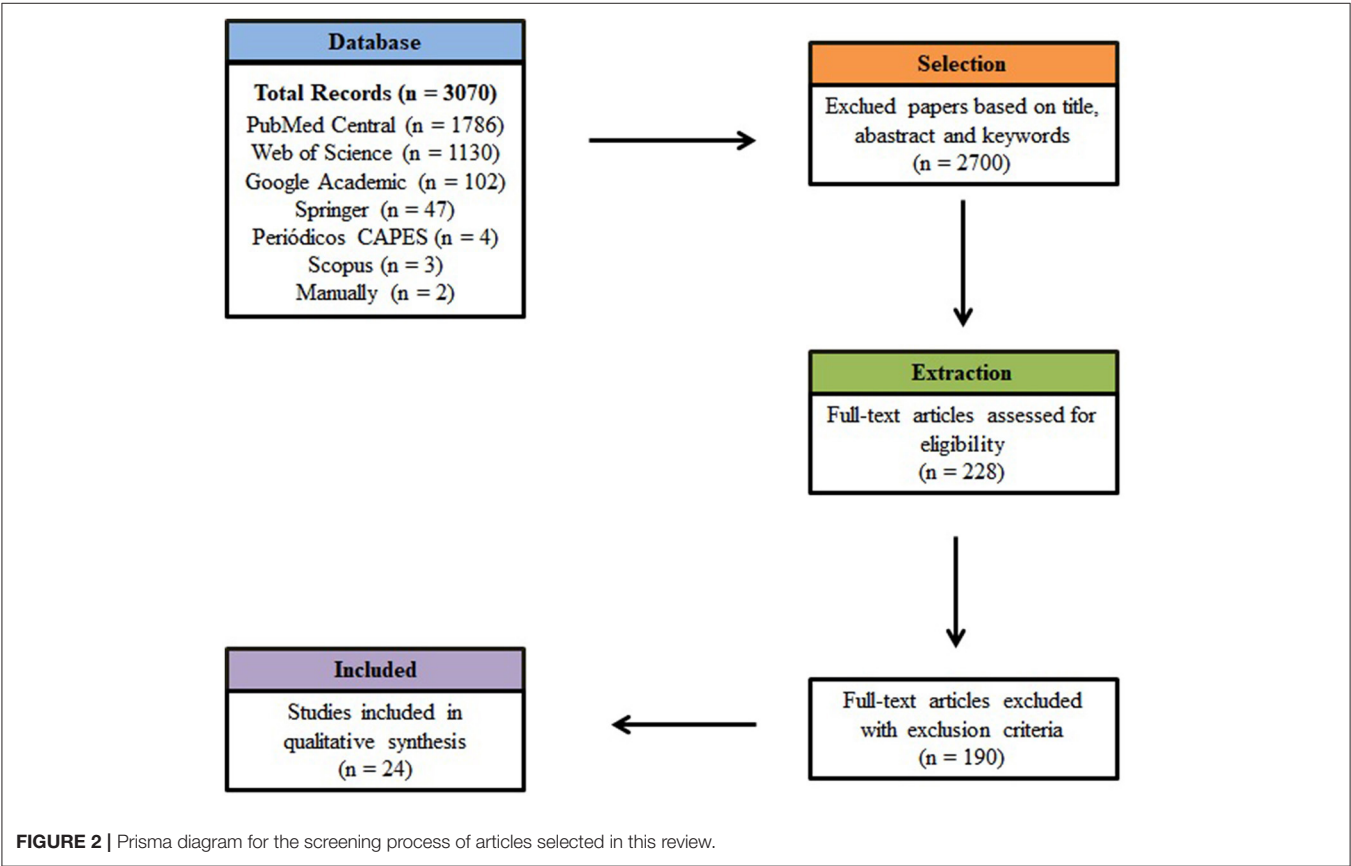 Database
Total Records (n = 3070)
PubMed Central (n = 1786)
Web of Science (n = 1130)
Google Academic (n = 102)
Springer (n = 47)
Periódicos CAPES (n = 4)
Scopus (n = 3)
Manually (n = 2)
Selection
Exclued papers based on title,
abastract and keywords
(n = 2700)
Extraction
Full-text articles assessed for
eligibility
(n = 228)
Full-text articles excluded
with exclusion criteria
(n = 190)
Included
Studies included in
qualitative synthesis
(n = 24)
FIGURE 2 | Prisma diagram for the screening process of articles selected in this review.